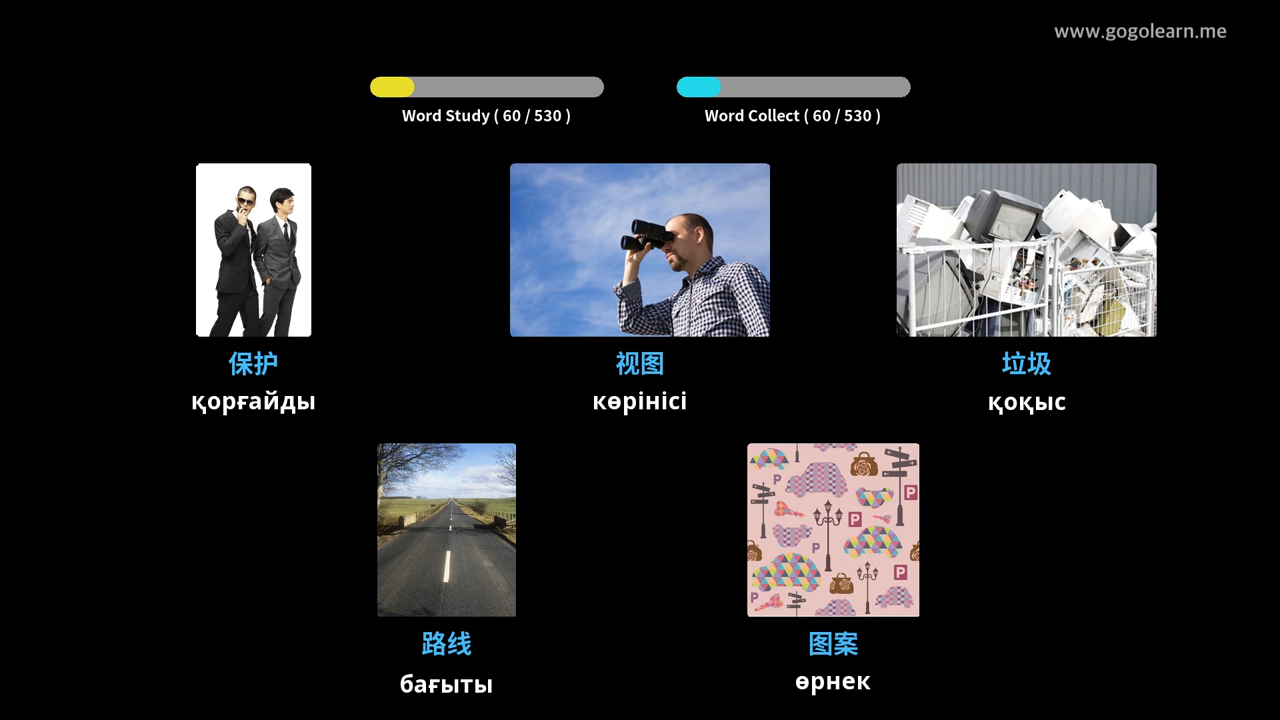 www.gogolearn.me
Word Study ( 60 / 530 )
Word Collect ( 60 / 530 )
保护
қорғайды
视图
көрінісі
垃圾
қоқыс
路线
бағыты
图案
өрнек
P
P
P
P
P
P